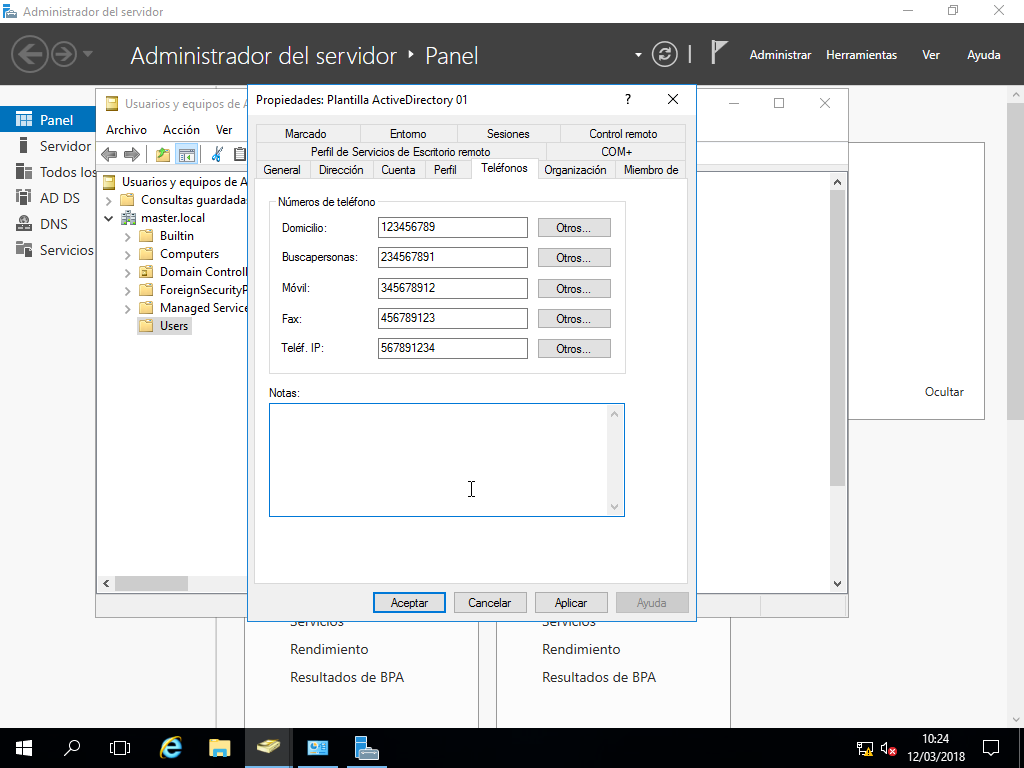 Administrador del servidor
Administrador del servidor ‣ Panel
Administrar Herramientas Ver Ayuda
Panel
Servidor
Todos los
AD DS
DNS
Servicios
Usuarios y equipos de A
Archivo Acción Ver
Usuarios y equipos de A
Consultas guardadas
master.local
Builtin
Computers
Domain Controll
ForeignSecurityP
Managed Service
Users
Propiedades: Plantilla ActiveDirectory 01 ?
Marcado Entorno Sesiones Control remoto
Perfil de Servicios de Escritorio remoto COM+
General Dirección Cuenta Perfil Teléfonos Organización Miembro de
Números de teléfono
Domicilio: 123456789 Otros...
Buscapersonas: 234567891 Otros...
Móvil: 345678912 Otros...
Fax: 456789123 Otros...
Teléf. IP: 567891234 Otros...
Notas:
Aceptar Cancelar Aplicar Ayuda
Ocultar
Servicios Servicios
Rendimiento Rendimiento
Resultados de BPA Resultados de BPA
10:24
12/03/2018